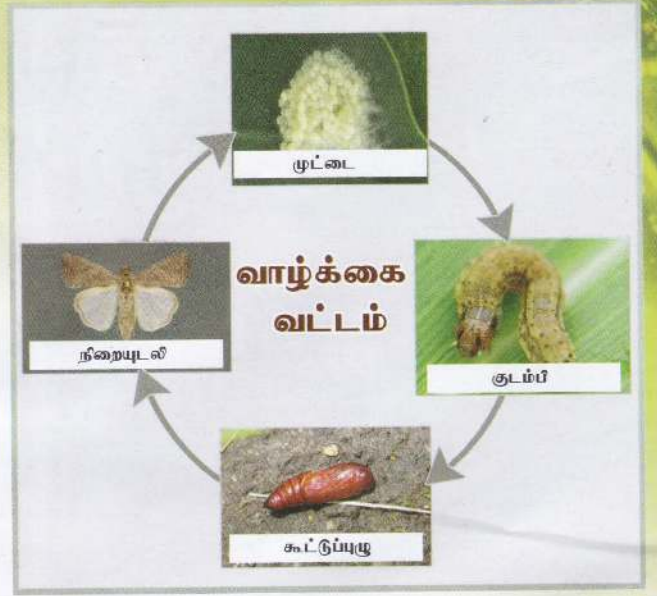 முட்டை
வாழ்க்கை
வட்டம்
நிறையுடலி
குடம்பி
கூட்டுப்புழு